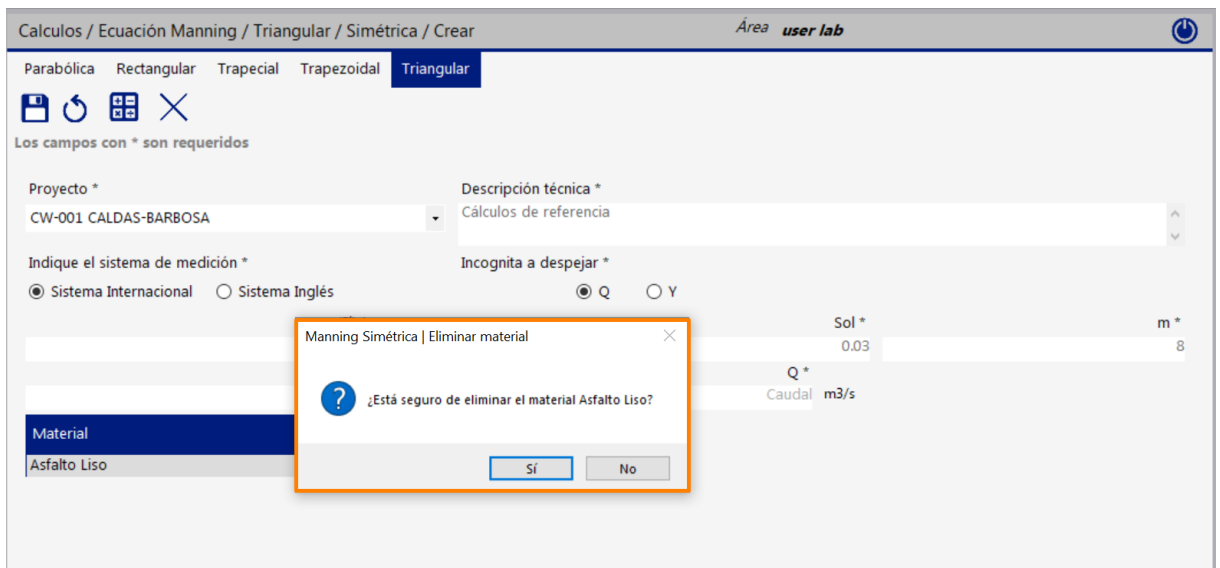 Calculos / Ecuación Manning / Triangular / Simétrica / Crear Área user lab
Parabólica Rectangular Trapecial Trapezoidal Triangular
Los campos con * son requeridos
Proyecto * Descripción técnica *
CW-001 CALDAS-BARBOSA Cálculos de referencia
Indique el sistema de medición * Incognita a despejar *
Sistema Internacional Sistema Inglés Q Y
Sol * m *
0.03 8
Q *
Caudal m3/s
Manning Simétrica | Eliminar material
¿Está seguro de eliminar el material Asfalto Liso?
Sí No
Material
Asfalto Liso